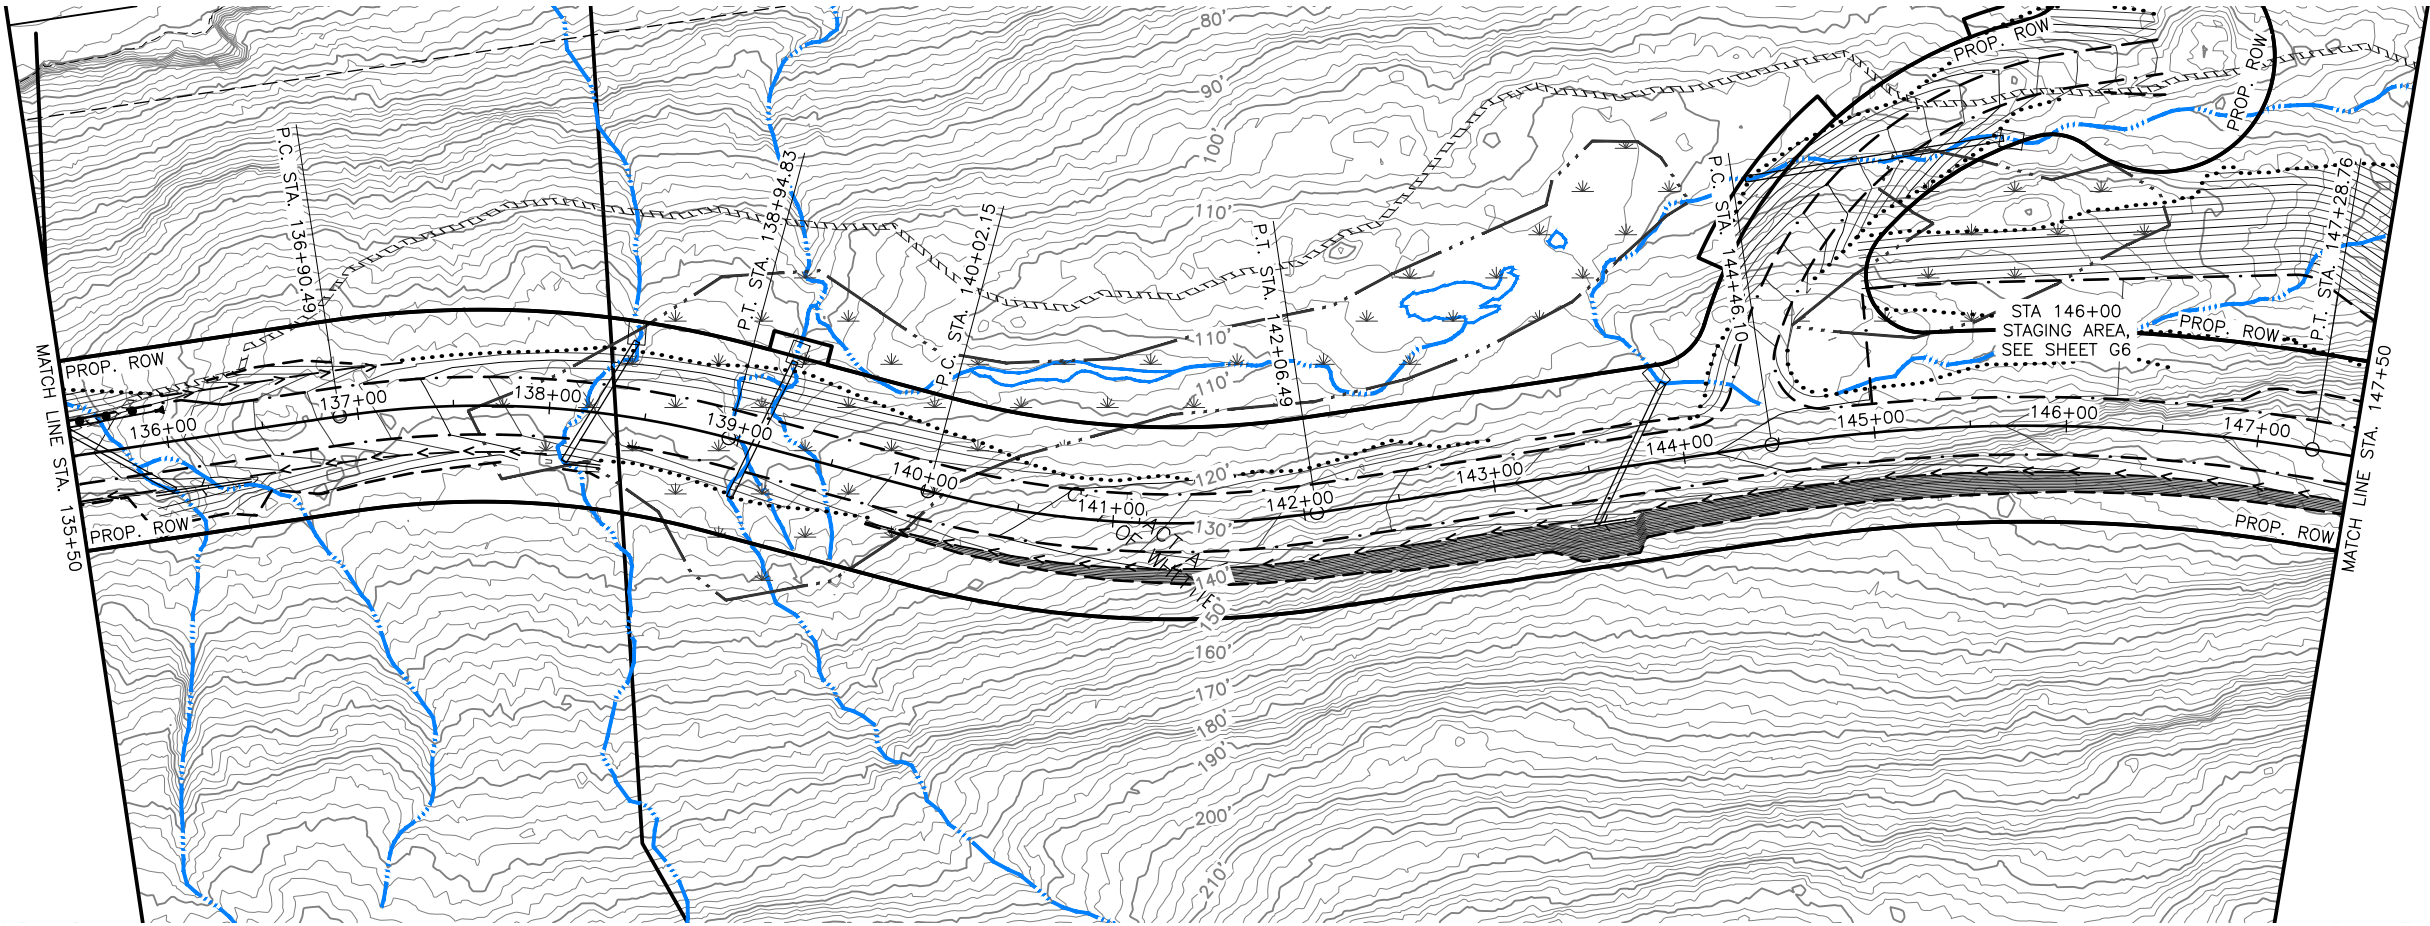 80'
90'
100'
110'
110'
110'
120'
130'
140'
150'
160'
170'
180'
190'
200'
210'
PROP. ROW
PROP. ROW
P.C. STA. 136+90.49
P.T. STA. 138+94.83
P.C. STA. 140+02.15
P.T. STA. 142+06.49
P.C. STA. 144+46.10
P.T. STA. 147+28.76
STA 146+00
STAGING AREA,
SEE SHEET G6
PROP. ROW
PROP. ROW
MATCH LINE STA. 135+50
MATCH LINE STA. 147+50
136+00
137+00
138+00
139+00
140+00
141+00
142+00
143+00
144+00
145+00
146+00
147+00
PROP. ROW
PROP. ROW